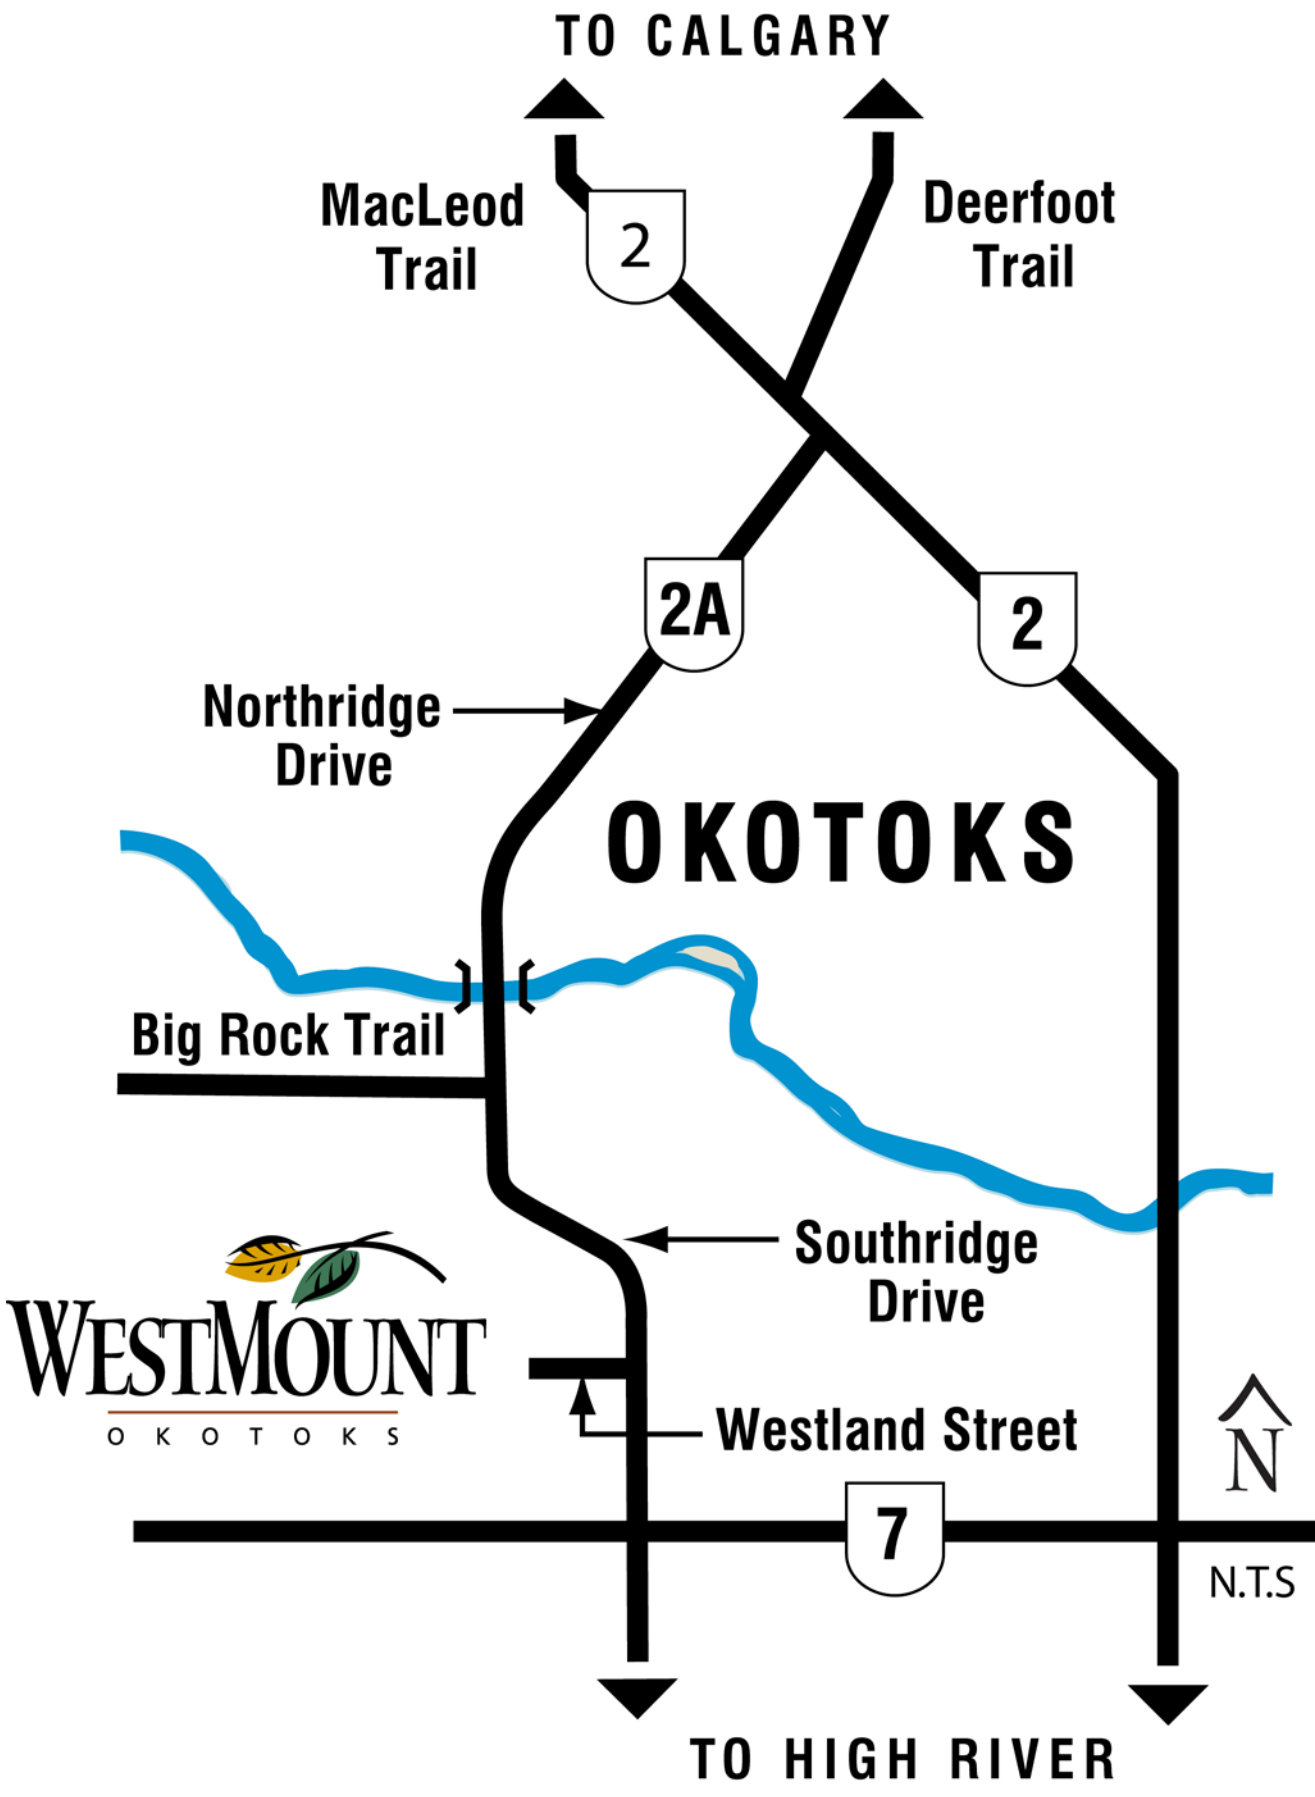 TO CALGARY
MacLeod
Trail
Deerfoot
Trail
2
2A
2
Northridge
Drive
OKOTOKS
Big Rock Trail
Southridge
Drive
WESTMOUNT
OKOTOKS
Westland Street
N
7
N.T.S
TO HIGH RIVER